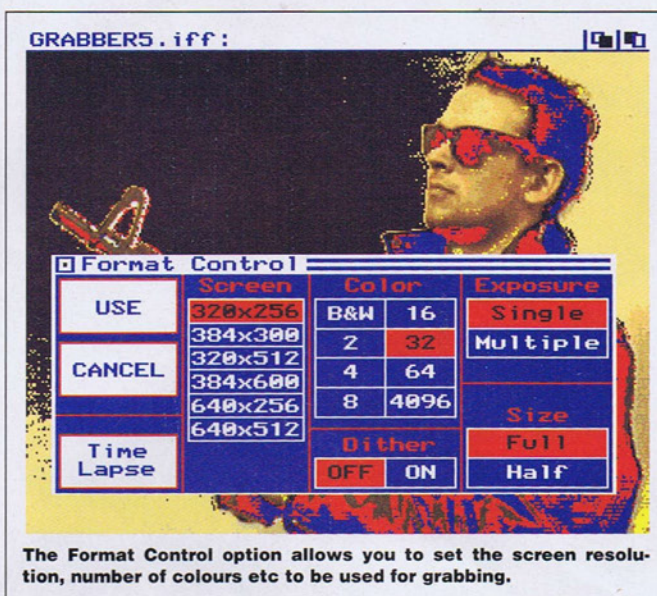 GRABBER5.iff:
Format Control
USE
CANCEL
Time
Lapse
Screen
320x256
384x300
320x512
384x600
640x256
640x512
Color
B&W 16
2 32
4 64
8 4096
Dither
OFF ON
Exposure
Single
Multiple
Size
Full
Half
The Format Control option allows you to set the screen resolu-
tion, number of colours etc to be used for grabbing.